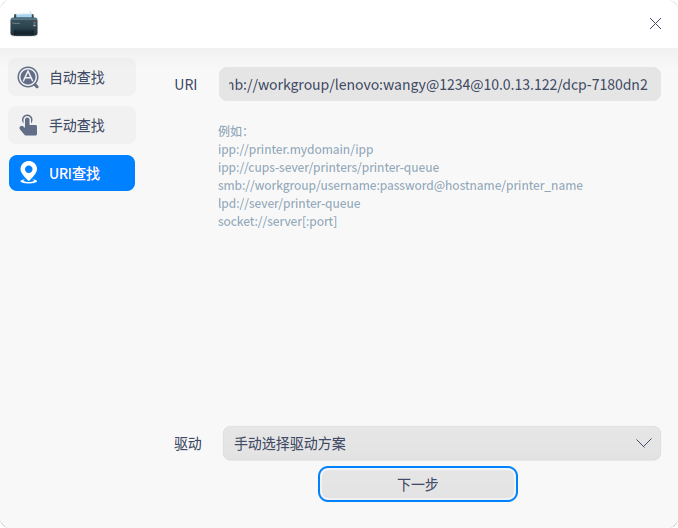 自动查找
手动查找
URI查找
URI
mb://workgroup/lenovo:wangy@1234@10.0.13.122/dcp-7180dn2
例如：
ipp://printer.mydomain/ipp
ipp://cups-sever/printers/printer-queue
smb://workgroup/username:password@hostname/printer_name
lpd://sever/printer-queue
socket://server[:port]
驱动
手动选择驱动方案
下一步